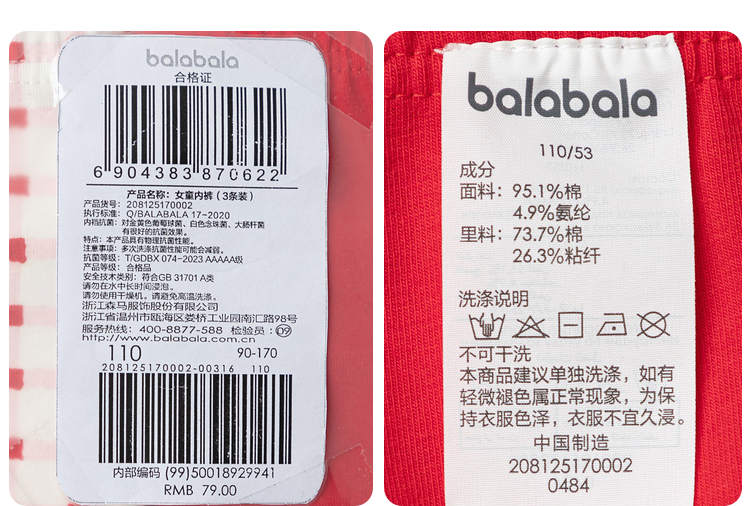 balabala
合格证
6 904383 870622
产品名称：女童内裤（3条装）
产品货号：208125170002
执行标准：Q/BALABALA 17-2020
内裆抗菌：对金黄色葡萄球菌、白色念珠菌、大肠杆菌
有很好的抗菌效果。
特点：本产品具有物理抗菌性能。
注意事项：多次洗涤抗菌性能可能会减弱。
抗菌等级：T/GDBX 074-2023 AAAAA级
产品等级：合格品
安全技术类别：符合GB 31701 A类
请勿在水中长时间浸泡。
请勿使用干燥机。请避免高温洗涤。
浙江森马服饰股份有限公司
浙江省温州市瓯海区娄桥工业园南汇路98号
服务热线：400-8877-588 检验员：09
http://www.balabala.com.cn
110 90-170
208125170002-00316 110
内部编码 (99)50018929941
RMB 79.00
balabala
110/53
成分
面料：95.1%棉
4.9%氨纶
里料：73.7%棉
26.3%粘纤
洗涤说明
不可干洗
本商品建议单独洗涤，如有
轻微褪色属正常现象，为保
持衣服色泽，衣服不宜久浸。
中国制造
208125170002
0484